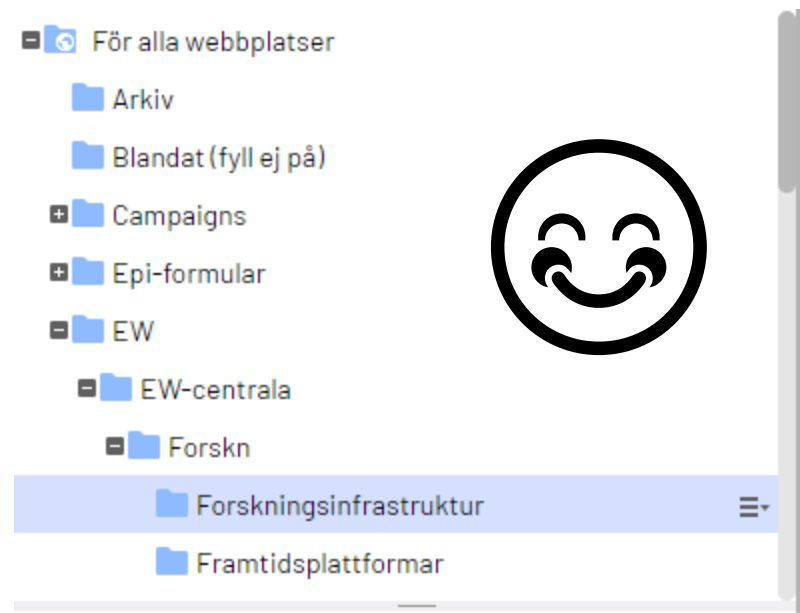 För alla webbplatser
Arkiv
Blandat (fyll ej på)
Campaigns
Epi-formular
EW
EW-centrala
Forskn
Forskningsinfrastruktur
Framtidsplattformar